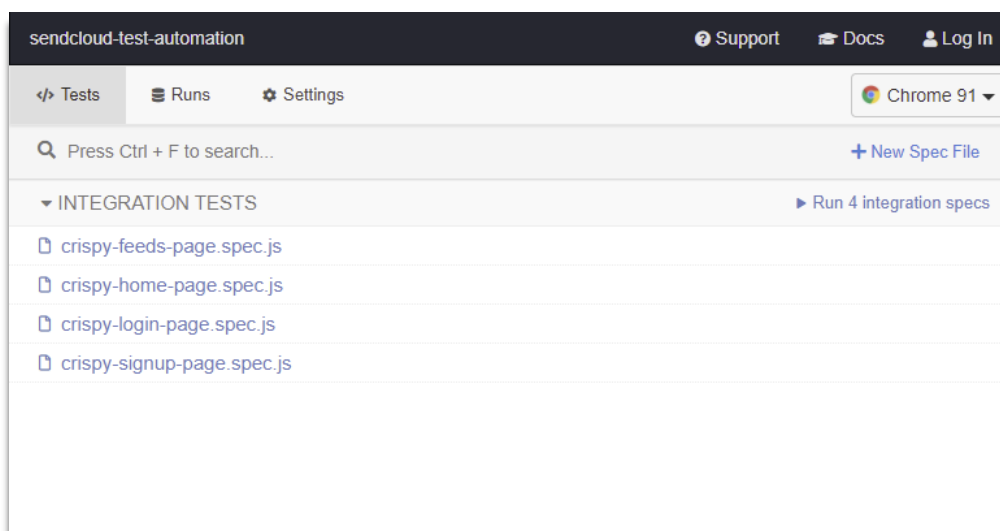 sendcloud-test-automation Support Docs Log In
</> Tests Runs Settings Chrome 91
Press Ctrl + F to search... + New Spec File
INTEGRATION TESTS Run 4 integration specs
crispy-feeds-page.spec.js
crispy-home-page.spec.js
crispy-login-page.spec.js
crispy-signup-page.spec.js